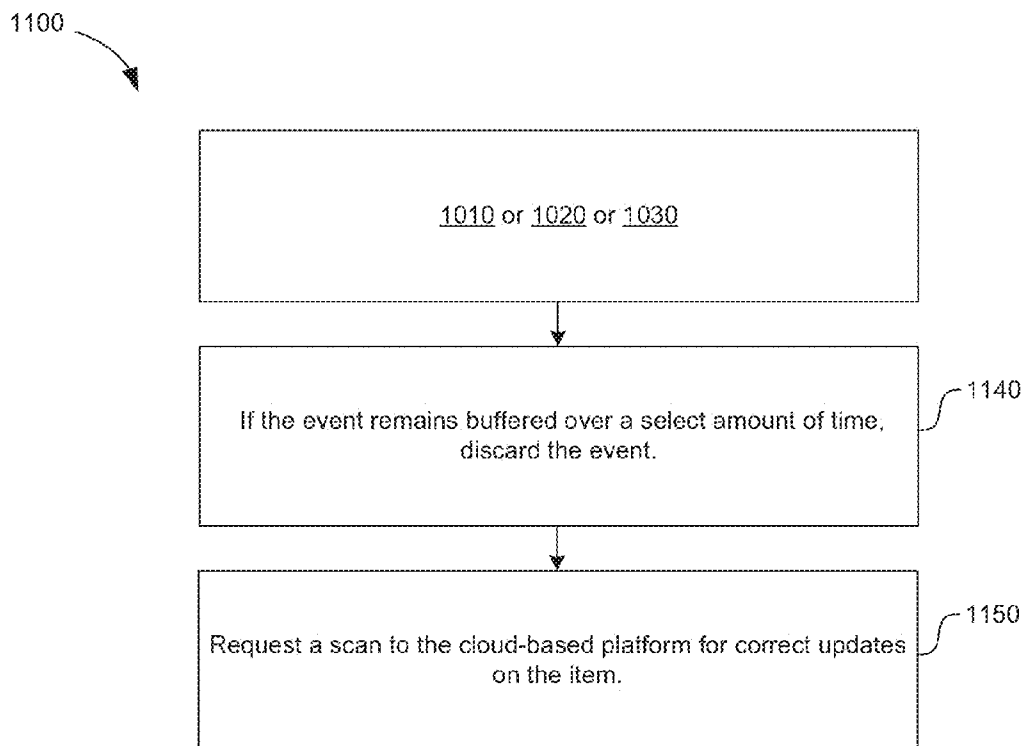 1100
1010 or 1020 or 1030
If the event remains buffered over a select amount of time,
discard the event.
1140
Request a scan to the cloud-based platform for correct updates
on the item.
1150